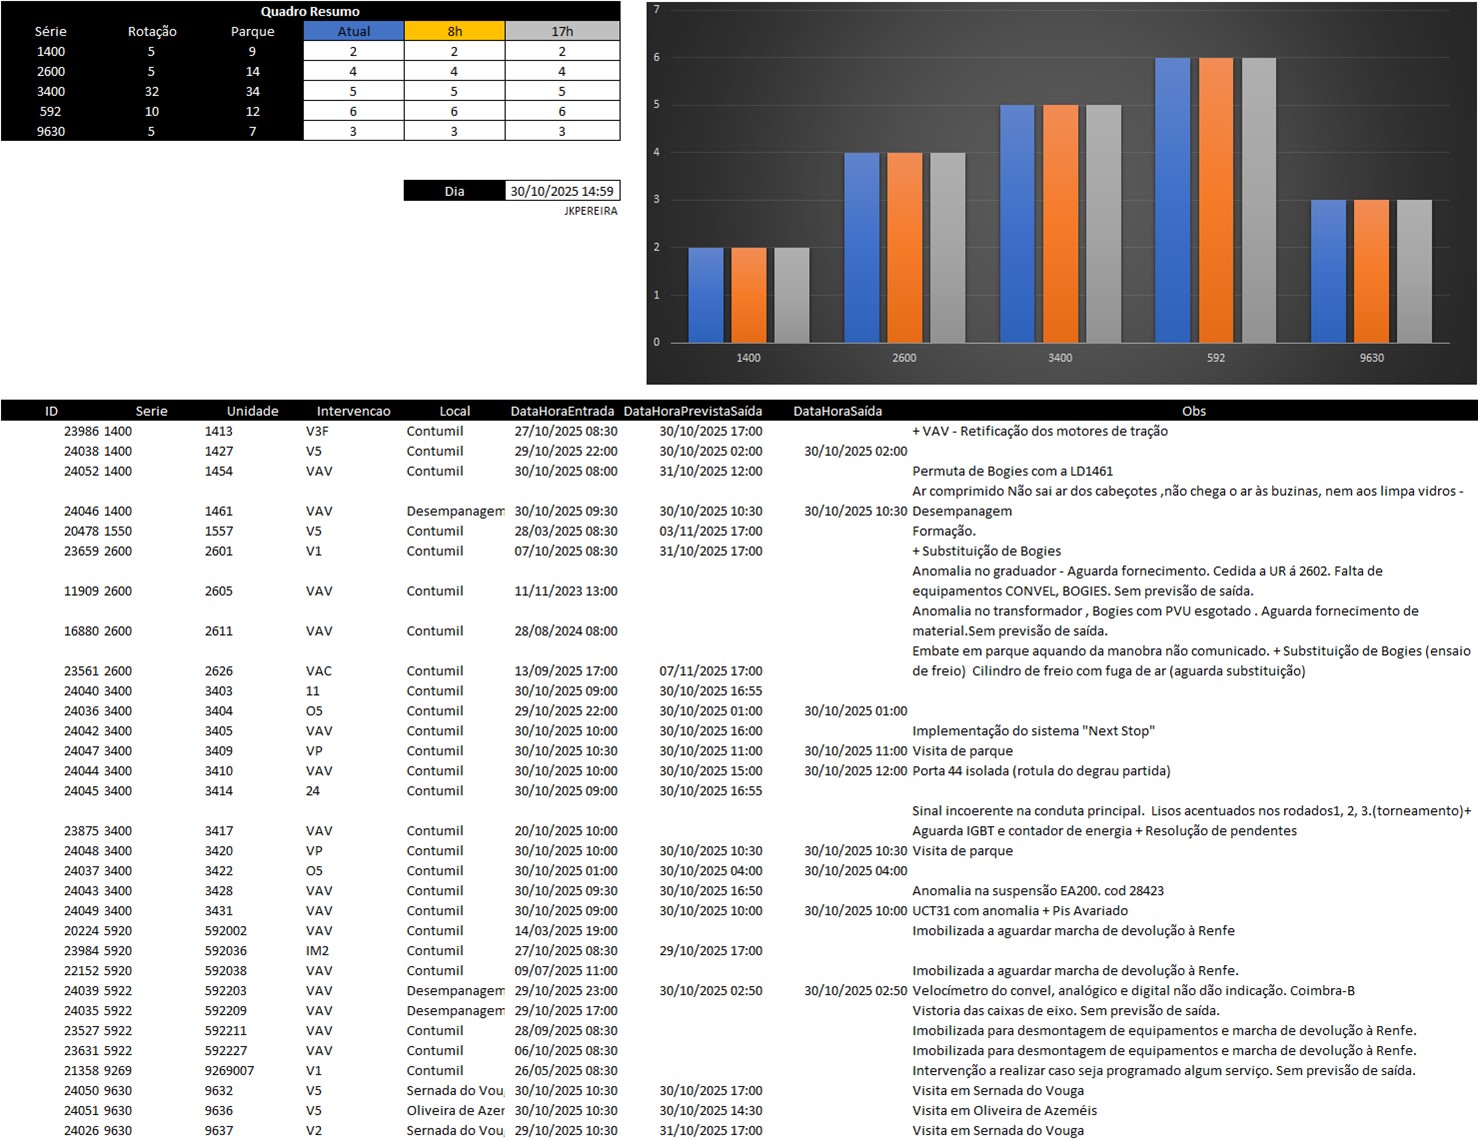 Quadro Resumo
Série Rotação Parque Atual 8h 17h
1400 5 9 2 2 2
2600 5 14 4 4 4
3400 32 34 5 5 5
592 10 12 6 6 6
9630 5 7 3 3 3
Dia 30/10/2025 14:59
JKPEREIRA
7
6
5
4
3
2
1
0
1400 2600 3400 592 9630
ID Serie Unidade Intervencao Local DataHoraEntrada DataHoraPrevistaSaída DataHoraSaída Obs
23986 1400 1413 V3F Contumil 27/10/2025 08:30 30/10/2025 17:00 + VAV - Retificação dos motores de tração
24038 1400 1427 V5 Contumil 29/10/2025 22:00 30/10/2025 02:00 30/10/2025 02:00
24052 1400 1454 VAV Contumil 30/10/2025 08:00 31/10/2025 12:00 Permuta de Bogies com a LD1461
Ar comprimido Não sai ar dos cabeçotes ,não chega o ar às buzinas, nem aos limpa vidros -
24046 1400 1461 VAV Desempanagem 30/10/2025 09:30 30/10/2025 10:30 30/10/2025 10:30 Desempanagem
20478 1550 1557 V5 Contumil 28/03/2025 08:30 03/11/2025 17:00 Formação.
23659 2600 2601 V1 Contumil 07/10/2025 08:30 31/10/2025 17:00 + Substituição de Bogies
Anomalia no graduador - Aguarda fornecimento. Cedida a UR á 2602. Falta de
11909 2600 2605 VAV Contumil 11/11/2023 13:00 equipamentos CONVEL, BOGIES. Sem previsão de saída.
Anomalia no transformador , Bogies com PVU esgotado . Aguarda fornecimento de
16880 2600 2611 VAV Contumil 28/08/2024 08:00 material.Sem previsão de saída.
Embate em parque aquando da manobra não comunicado. + Substituição de Bogies (ensaio
23561 2600 2626 VAC Contumil 13/09/2025 17:00 07/11/2025 17:00 de freio) Cilindro de freio com fuga de ar (aguarda substituição)
24040 3400 3403 11 Contumil 30/10/2025 09:00 30/10/2025 16:55
24036 3400 3404 O5 Contumil 29/10/2025 22:00 30/10/2025 01:00 30/10/2025 01:00
24042 3400 3405 VAV Contumil 30/10/2025 10:00 30/10/2025 16:00 Implementação do sistema "Next Stop"
24047 3400 3409 VP Contumil 30/10/2025 10:30 30/10/2025 11:00 30/10/2025 11:00 Visita de parque
24044 3400 3410 VAV Contumil 30/10/2025 10:00 30/10/2025 15:00 30/10/2025 12:00 Porta 44 isolada (rotula do degrau partida)
24045 3400 3414 24 Contumil 30/10/2025 09:00 30/10/2025 16:55
Sinal incoerente na conduta principal. Lisos acentuados nos rodados1, 2, 3.(torneamento)+
23875 3400 3417 VAV Contumil 20/10/2025 10:00 Aguarda IGBT e contador de energia + Resolução de pendentes
24048 3400 3420 VP Contumil 30/10/2025 10:00 30/10/2025 10:30 30/10/2025 10:30 Visita de parque
24037 3400 3422 O5 Contumil 30/10/2025 01:00 30/10/2025 04:00 30/10/2025 04:00
24043 3400 3428 VAV Contumil 30/10/2025 09:30 30/10/2025 16:50 Anomalia na suspensão EA200. cod 28423
24049 3400 3431 VAV Contumil 30/10/2025 09:00 30/10/2025 10:00 30/10/2025 10:00 UCT31 com anomalia + Pis Avariado
20224 5920 592002 VAV Contumil 14/03/2025 19:00 Imobilizada a aguardar marcha de devolução à Renfe
23984 5920 592036 IM2 Contumil 27/10/2025 08:30 29/10/2025 17:00
22152 5920 592038 VAV Contumil 09/07/2025 11:00 Imobilizada a aguardar marcha de devolução à Renfe.
24039 5922 592203 VAV Desempanagem 29/10/2025 23:00 30/10/2025 02:50 30/10/2025 02:50 Velocímetro do convel, analógico e digital não dão indicação. Coimbra-B
24035 5922 592209 VAV Desempanagem 29/10/2025 17:00 Vistoria das caixas de eixo. Sem previsão de saída.
23527 5922 592211 VAV Contumil 28/09/2025 08:30 Imobilizada para desmontagem de equipamentos e marcha de devolução à Renfe.
23631 5922 592227 VAV Contumil 06/10/2025 08:30 Imobilizada para desmontagem de equipamentos e marcha de devolução à Renfe.
21358 9269 9269007 V1 Contumil 26/05/2025 08:30 Intervenção a realizar caso seja programado algum serviço. Sem previsão de saída.
24050 9630 9632 V5 Sernada do Vou 30/10/2025 10:30 30/10/2025 17:00 Visita em Sernada do Vouga
24051 9630 9636 V5 Oliveira de Azer 30/10/2025 10:30 30/10/2025 14:30 Visita em Oliveira de Azeméis
24026 9630 9637 V2 Sernada do Vou 29/10/2025 10:30 31/10/2025 17:00 Visita em Sernada do Vouga